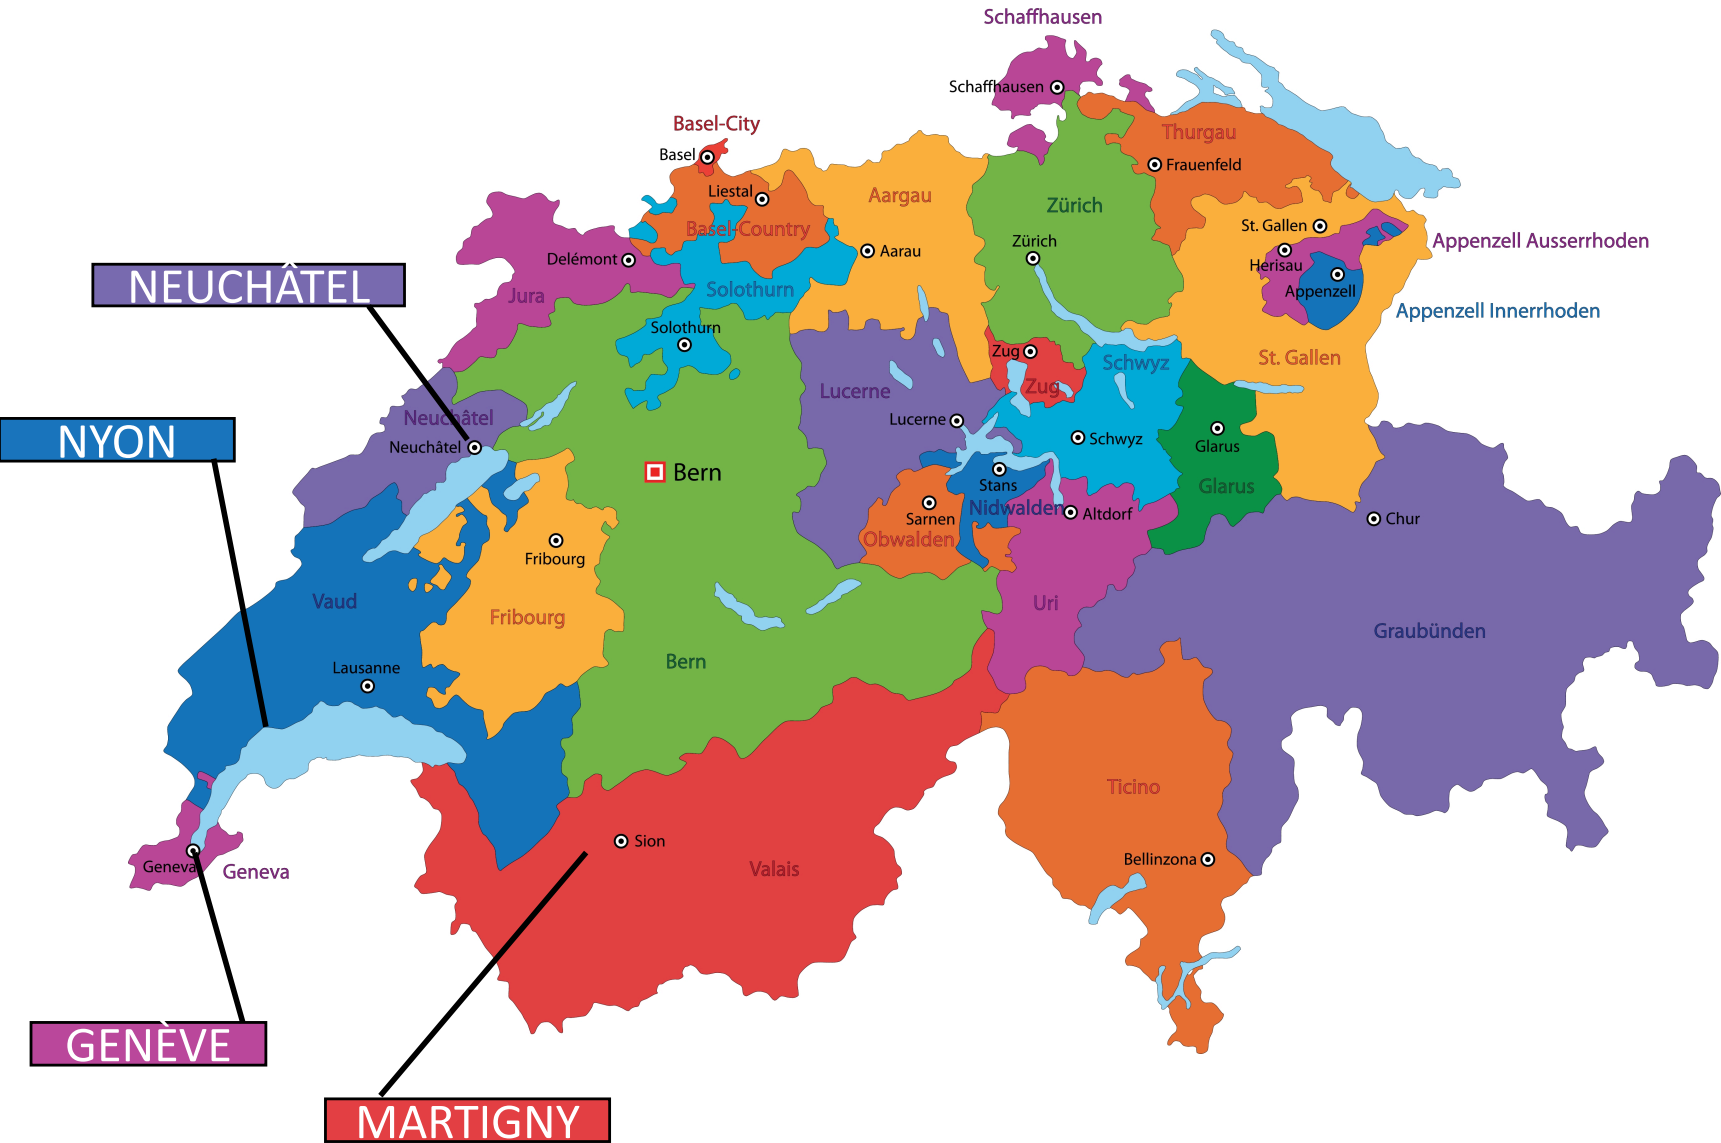 Schaffhausen
Schaffhausen
Basel-City
Basel
Thurgau
Frauenfeld
Liestal
Aargau
Zürich
Basel-Country
St. Gallen
Appenzell Ausserrhoden
Zürich
Aarau
Delémont
Herisau
NEUCHÂTEL
Jura
Solothurn
Appenzell
Appenzell Innerrhoden
Solothurn
Zug
Schwyz
St. Gallen
Zug
Lucerne
Neuchâtel
Lucerne
NYON
Neuchâtel
Schwyz
Glarus
Bern
Stans
Glarus
Nidwalden
Altdorf
Sarnen
Chur
Obwalden
Fribourg
Vaud
Uri
Fribourg
Graubünden
Bern
Lausanne
Ticino
Sion
Geneva
Geneva
Valais
Bellinzona
GENÈVE
MARTIGNY